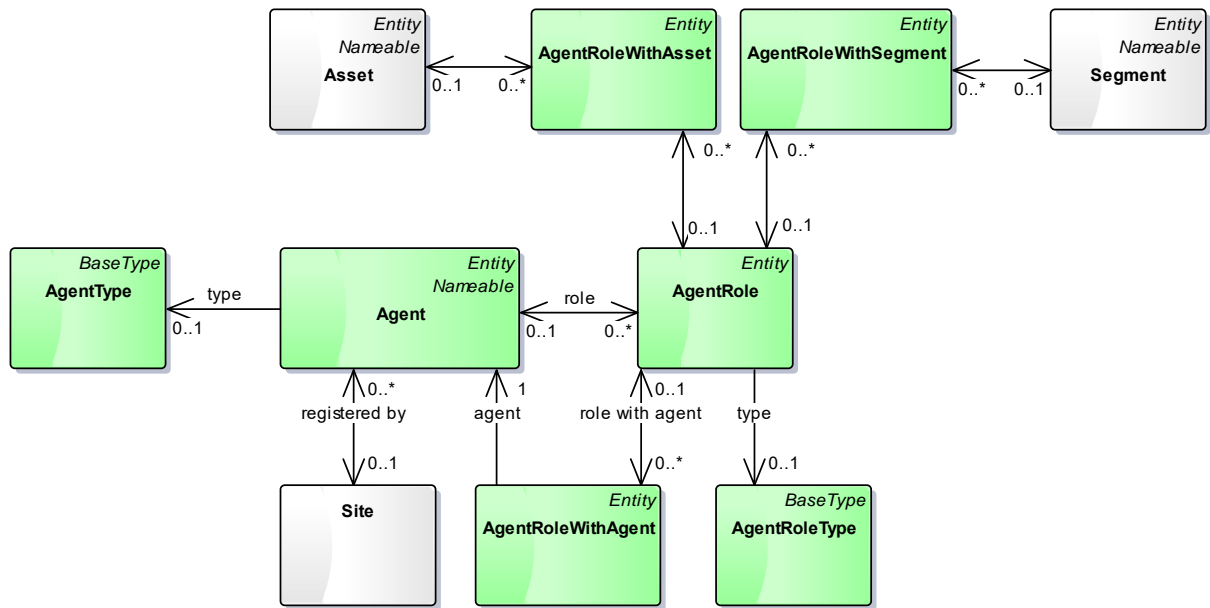 Entity
Nameable
Asset
0..1
0..*
Entity
AgentRoleWithAsset
Entity
AgentRoleWithSegment
0..*
0..1
Entity
Nameable
Segment
0..*
0..*
0..1
0..1
BaseType
AgentType
type
0..1
Entity
Nameable
Agent
role
0..1
0..*
Entity
AgentRole
0..*
registered by
0..1
1
agent
0..1
role with agent
0..*
type
0..1
Site
Entity
AgentRoleWithAgent
BaseType
AgentRoleType